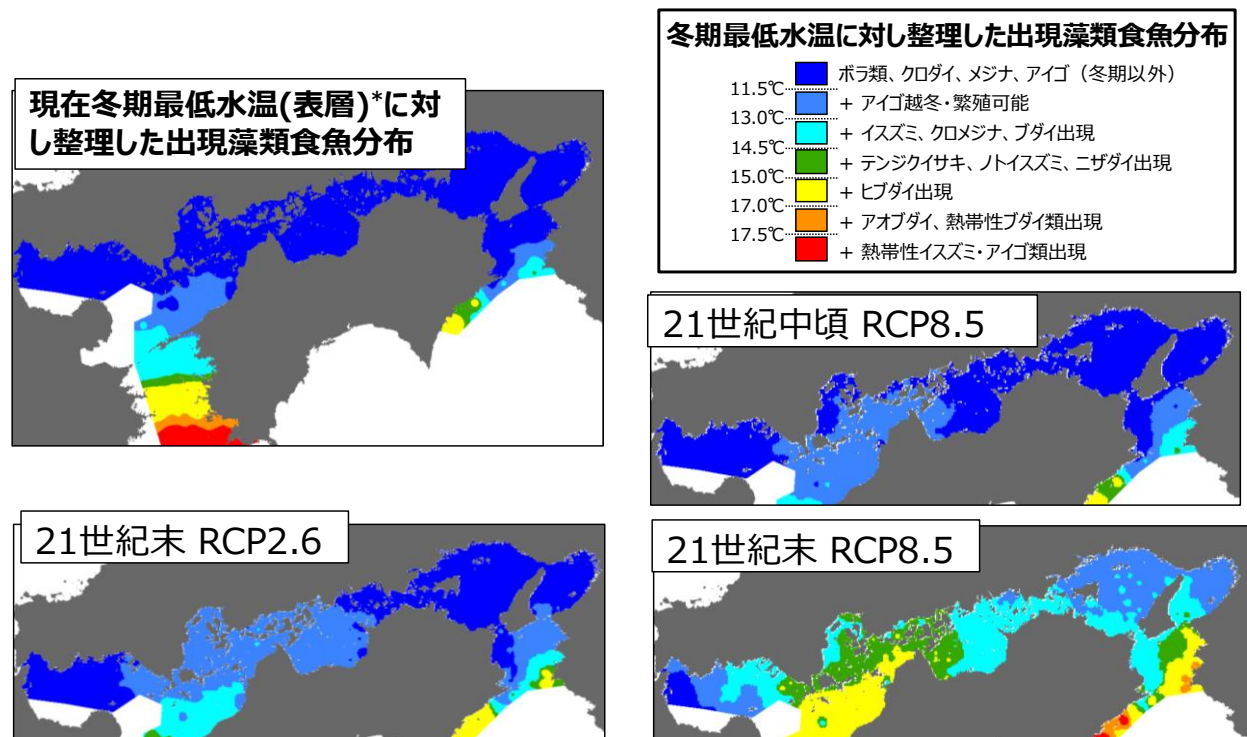 冬期最低水温に対し整理した出現藻類食魚分布
ボラ類、クロダイ、メジナ、アイゴ（冬期以外）
11.5℃
+ アイゴ越冬・繁殖可能
13.0℃
+ イスズミ、クロメジナ、ブダイ出現
14.5℃
+ テンジクイサキ、ノトイスズミ、ニザダイ出現
15.0℃
+ ヒブダイ出現
17.0℃
+ アオブダイ、熱帯性ブダイ類出現
17.5℃
+ 熱帯性イスズミ・アイゴ類出現
現在冬期最低水温(表層)*に対
し整理した出現藻類食魚分布
21世紀中頃 RCP8.5
21世紀末 RCP2.6
21世紀末 RCP8.5